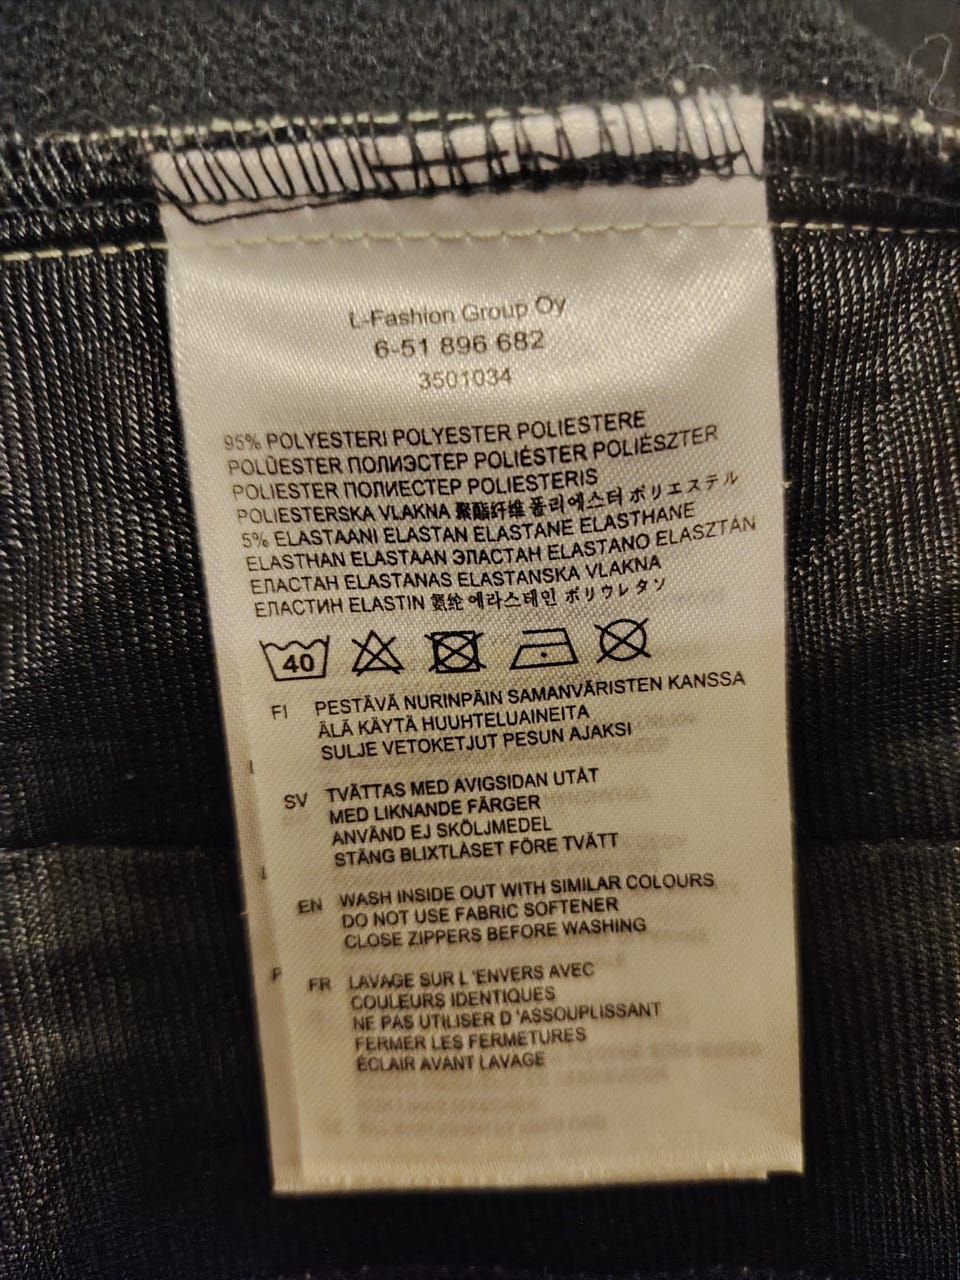 L-Fashion Group Oy
6-51 896 682
3501034
95% POLYESTERI POLYESTER POLIESTERE
POLÜESTER ПОЛИЭСТЕР POLIÉSTER POLIÉSZTER
POLIESTER ПОЛИЕСТЕР POLIESTERIS
POLIESTERSKA VLAKNA 聚酯纤维 폴리에스터 ポリエステル
5% ELASTAANI ELASTAN ELASTANE ELASTHANE
ELASTHAN ELASTAAN ЭЛАСТАН ELASTANO ELASZTÁN
ЕЛАСТАН ELASTANAS ELASTANSKA VLAKNA
ЕЛАСТИН ELASTIN 氨纶 에라스테인 ポリウレタン
40
FI PESTÄVÄ NURINPÄIN SAMANVÄRISTEN KANSSA
ÄLÄ KÄYTÄ HUUHTELUAINEITA
SULJE VETOKETJUT PESUN AJAKSI
SV TVÄTTAS MED AVIGSIDAN UTÅT
MED LIKNANDE FÄRGER
ANVÄND EJ SKÖLJMEDEL
STÄNG BLIXTLÅSET FÖRE TVÄTT
EN WASH INSIDE OUT WITH SIMILAR COLOURS
DO NOT USE FABRIC SOFTENER
CLOSE ZIPPERS BEFORE WASHING
FR LAVAGE SUR L 'ENVERS AVEC
COULEURS IDENTIQUES
NE PAS UTILISER D 'ASSOUPLISSANT
FERMER LES FERMETURES
ÉCLAIR AVANT LAVAGE